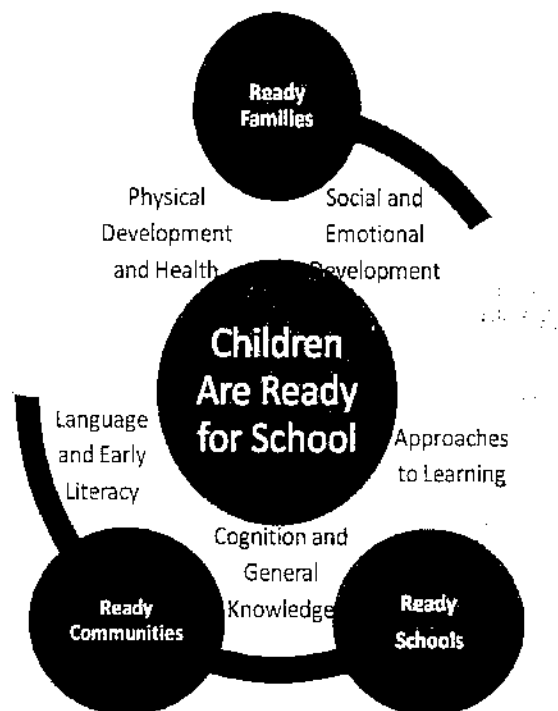 Ready
Families
Physical
Development
and Health
Social and
Emotional
Development
Children
Are Ready
for School
Language
and Early
Literacy
Approaches
to Learning
Cognition and
General
Knowledge
Ready
Communities
Ready
Schools